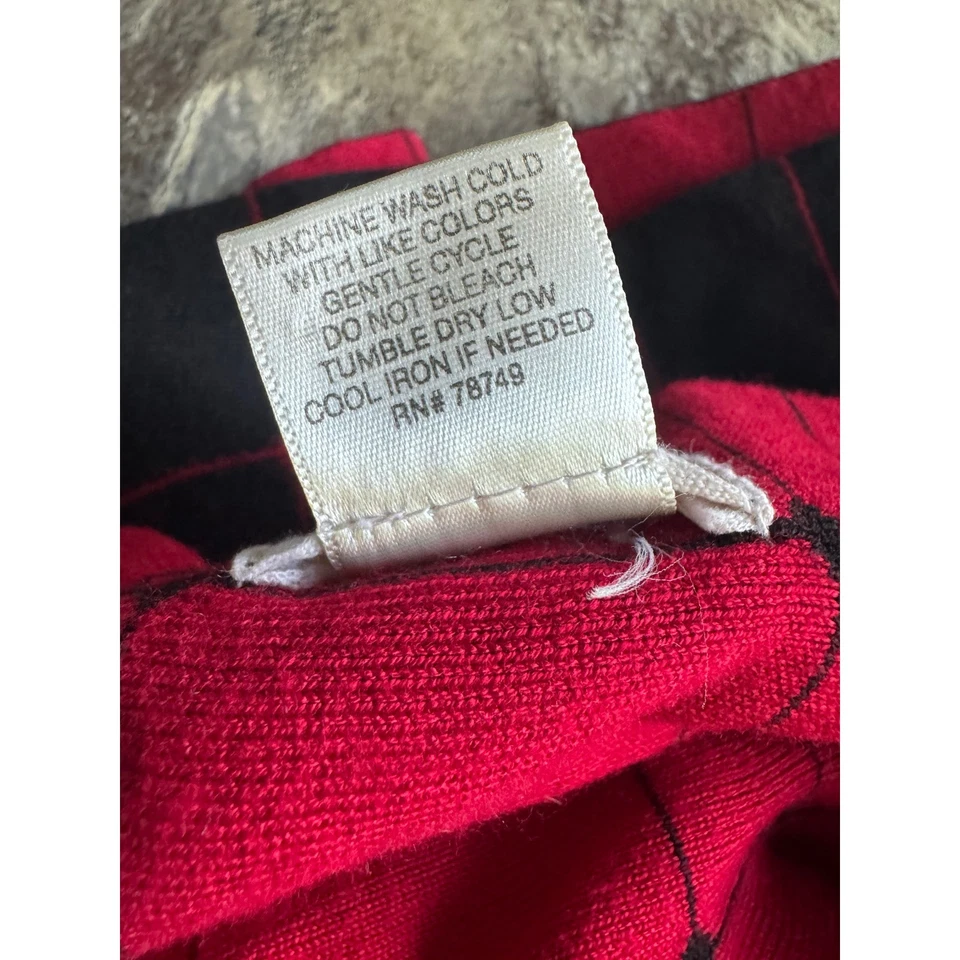 MACHINE WASH COLD
WITH LIKE COLORS
GENTLE CYCLE
DO NOT BLEACH
TUMBLE DRY LOW
COOL IRON IF NEEDED
RN# 78749